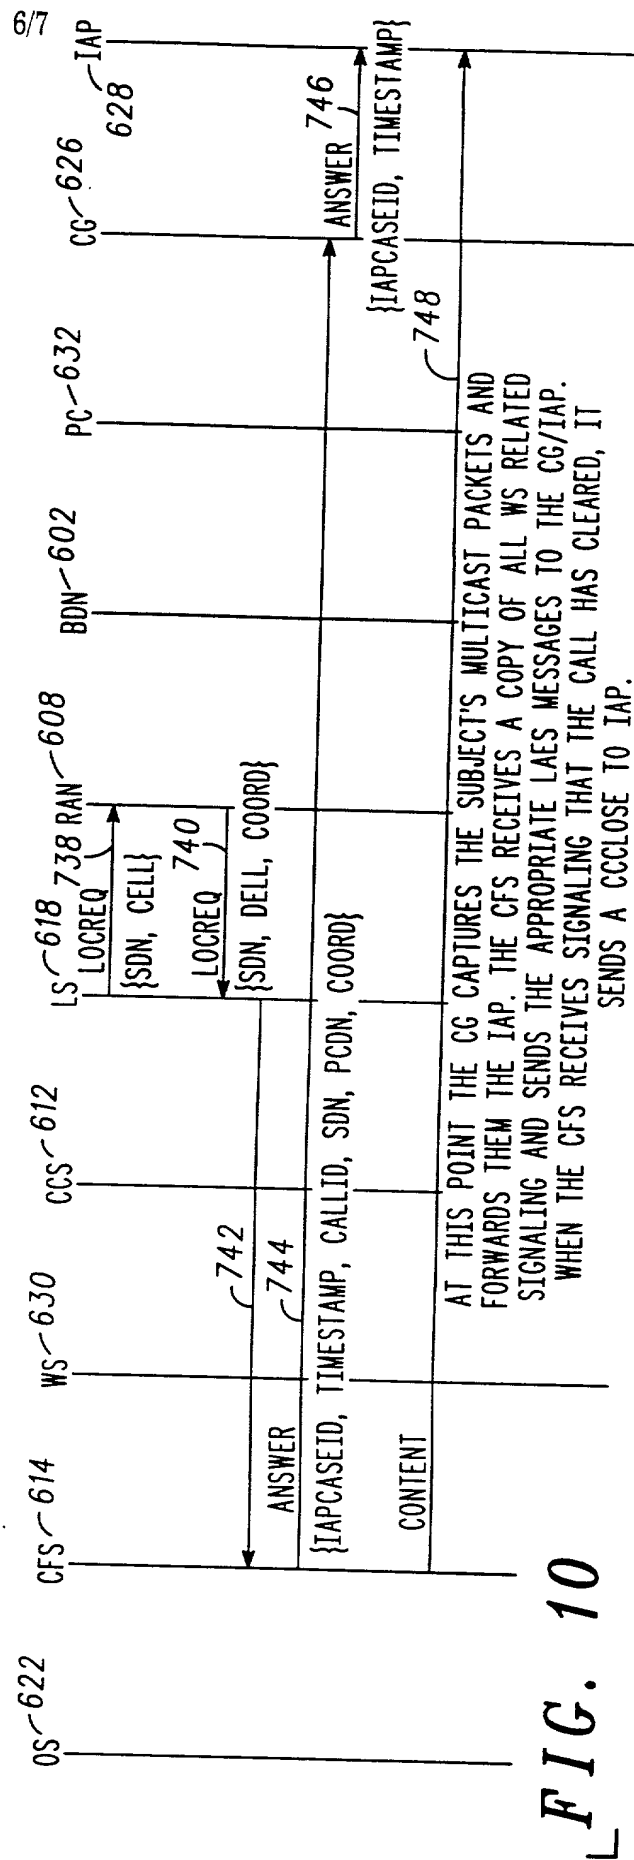 6/7
OS 622
CFS 614
WS 630
CCS 612
LS 618
RAN 608
BDN 602
PC 632
CG 626
IAP
628
LOCREQ 738
{SDN, CELL}
LOCREQ 740
{SDN, DELL, COORD}
742
ANSWER 744
{IAPCASEID, TIMESTAMP, CALLID, SDN, PCDN, COORD}
ANSWER 746
{IAPCASEID, TIMESTAMP}
CONTENT
748
AT THIS POINT THE CG CAPTURES THE SUBJECT'S MULTICAST PACKETS AND
FORWARDS THEM THE IAP. THE CFS RECEIVES A COPY OF ALL WS RELATED
SIGNALING AND SENDS THE APPROPRIATE LAES MESSAGES TO THE CG/IAP.
WHEN THE CFS RECEIVES SIGNALING THAT THE CALL HAS CLEARED, IT
SENDS A CCCLOSE TO IAP.
FIG. 10